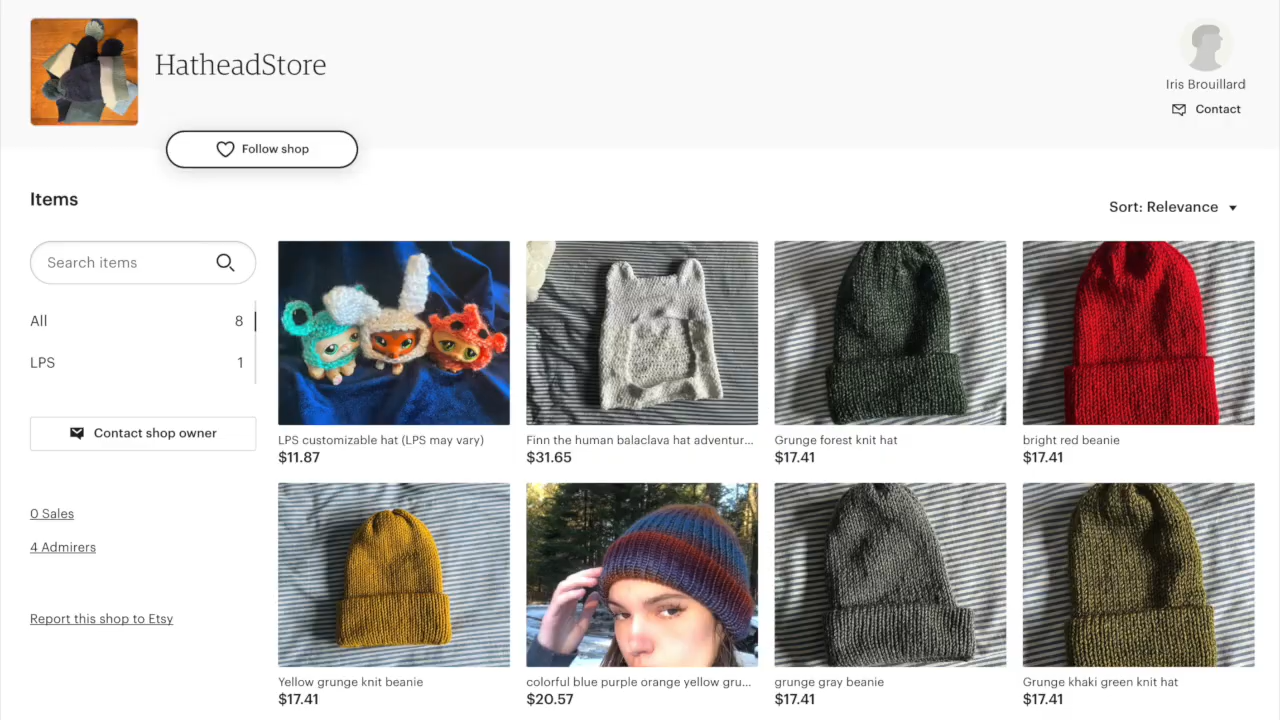 HatheadStore
Iris Brouillard
Contact
Follow shop
Items
Sort: Relevance
Search items
All 8
LPS 1
Contact shop owner
0 Sales
4 Admirers
Report this shop to Etsy
LPS customizable hat (LPS may vary)
$11.87
Finn the human balaclava hat adventur...
$31.65
Grunge forest knit hat
$17.41
bright red beanie
$17.41
Yellow grunge knit beanie
$17.41
colorful blue purple orange yellow gru...
$20.57
grunge gray beanie
$17.41
Grunge khaki green knit hat
$17.41